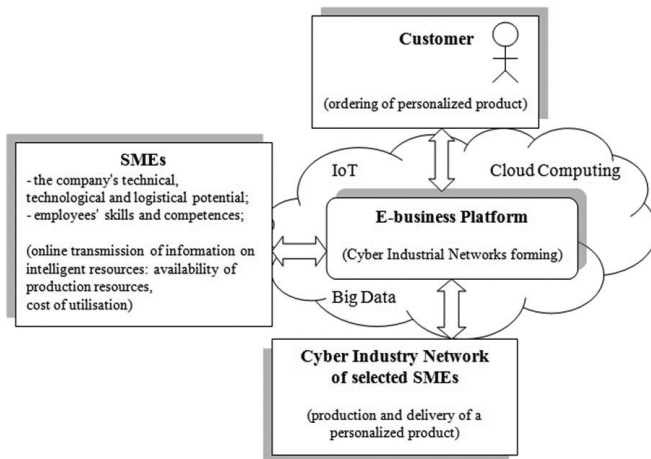 Customer
(ordering of personalized product)
SMEs
- the company's technical,
technological and logistical potential;
- employees' skills and competences;
(online transmission of information on
intelligent resources: availability of
production resources,
cost of utilisation)
IoT
Cloud Computing
E-business Platform
(Cyber Industrial Networks forming)
Big Data
Cyber Industry Network
of selected SMEs
(production and delivery of a
personalized product)